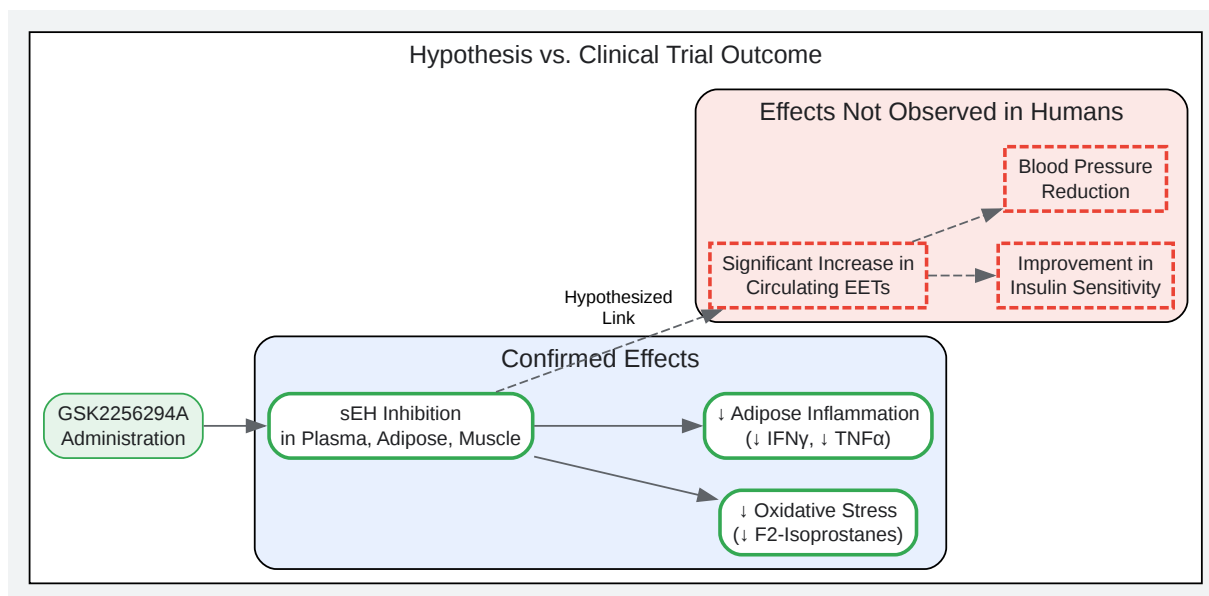 Hypothesis vs. Clinical Trial Outcome
Effects Not Observed in Humans
Blood Pressure
Reduction
Significant Increase in
Circulating EETs
Improvement in
Insulin Sensitivity
Hypothesized
Link
Confirmed Effects
GSK2256294A
Administration
sEH Inhibition
in Plasma, Adipose, Muscle
↓ Adipose Inflammation
(↓ IFNγ, ↓ TNFα)
↓ Oxidative Stress
(↓ F2-Isoprostanes)